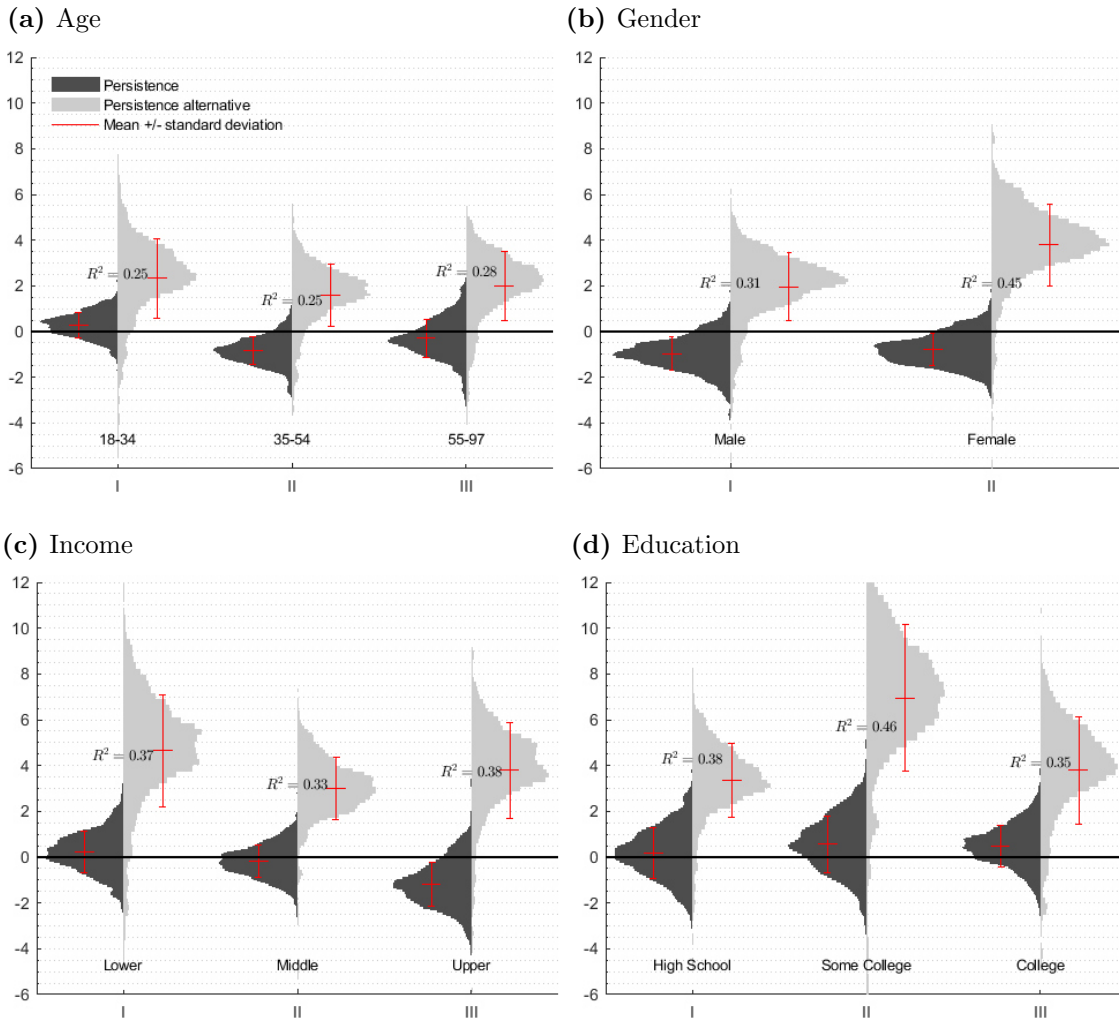 (a) Age
12
10
8
6
4
2
0
-2
-4
-6
Persistence
Persistence alternative
Mean +/- standard deviation
R² = 0.25
R² = 0.25
R² = 0.28
18-34
35-54
55-97
I
II
III
(b) Gender
12
10
8
6
4
2
0
-2
-4
-6
R² = 0.31
R² = 0.45
Male
Female
I
II
(c) Income
12
10
8
6
4
2
0
-2
-4
-6
R² = 0.37
R² = 0.33
R² = 0.38
Lower
Middle
Upper
I
II
III
(d) Education
12
10
8
6
4
2
0
-2
-4
-6
R² = 0.38
R² = 0.46
R² = 0.35
High School
Some College
College
I
II
III